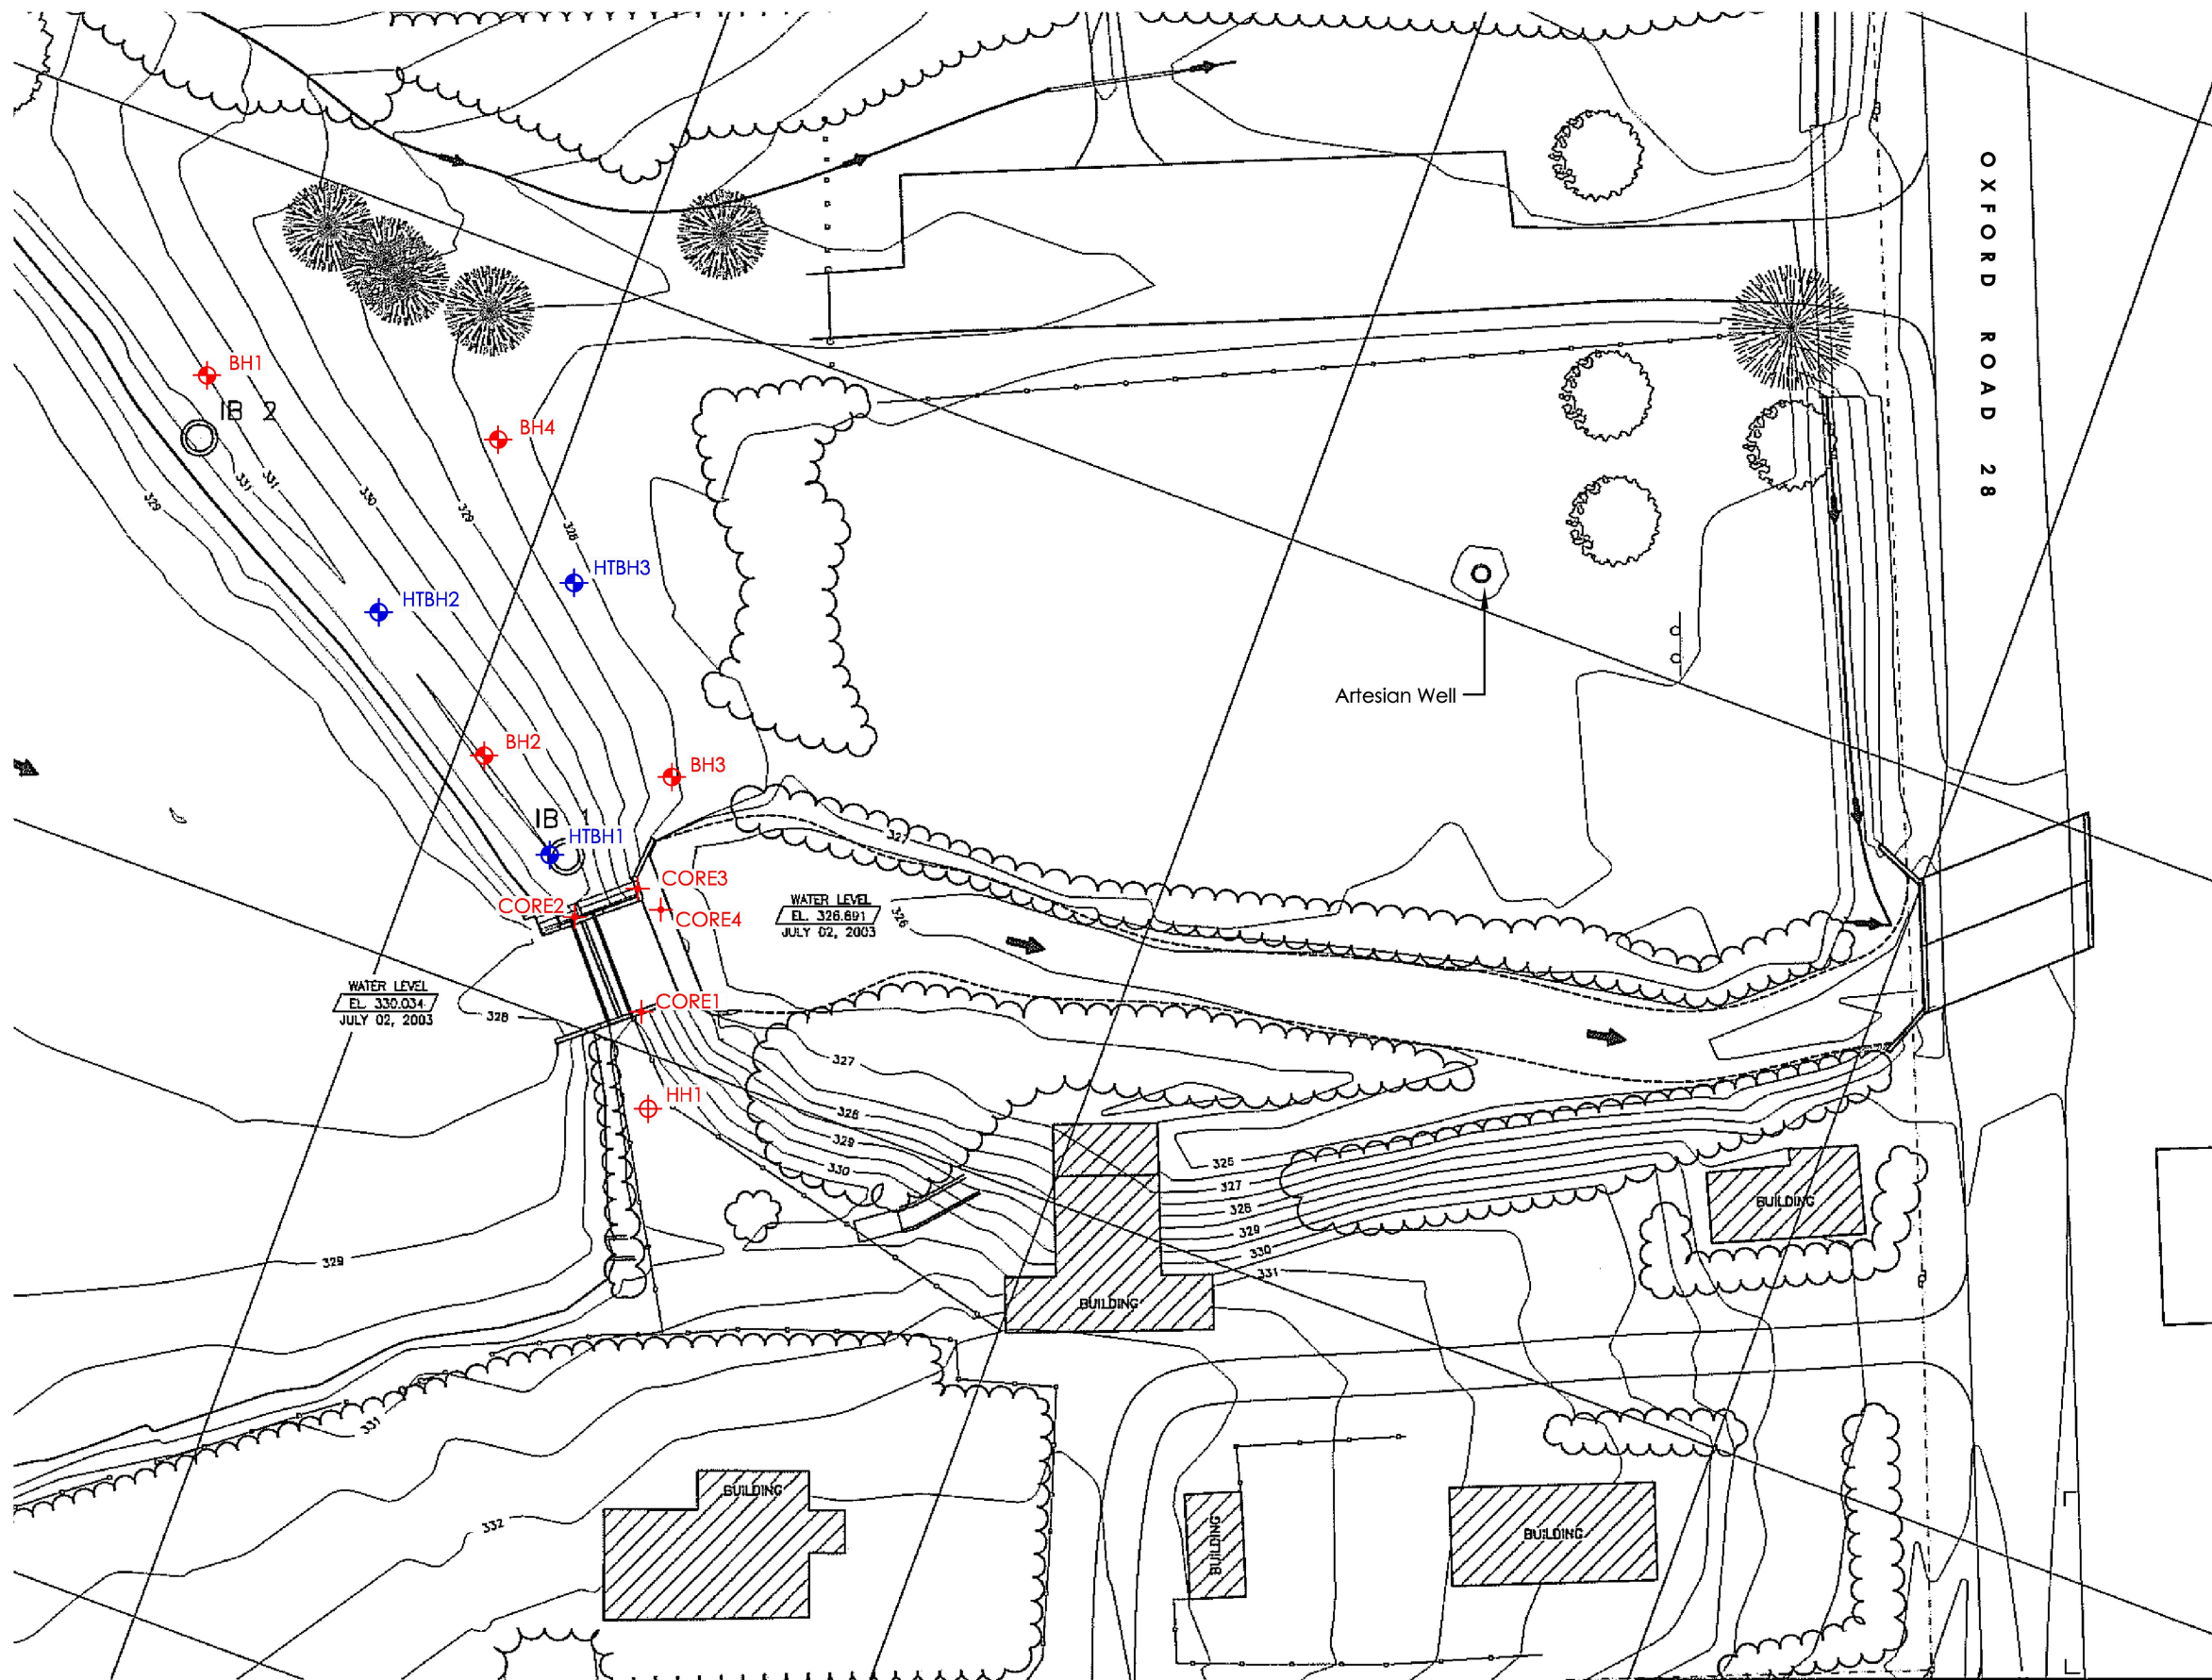 OXFORD ROAD 28
BH1
IB 2
BH4
331
331
330
329
329
328
HTBH3
HTBH2
Artesian Well
BH2
BH3
IB 1
HTBH1
327
CORE3
CORE2
CORE4
WATER LEVEL
EL. 326.691
JULY 02, 2003
326
WATER LEVEL
EL. 330.034
JULY 02, 2003
328
CORE1
327
HH1
328
329
330
326
327
328
329
330
331
BUILDING
BUILDING
329
331
332
BUILDING
BUILDING
BUILDING